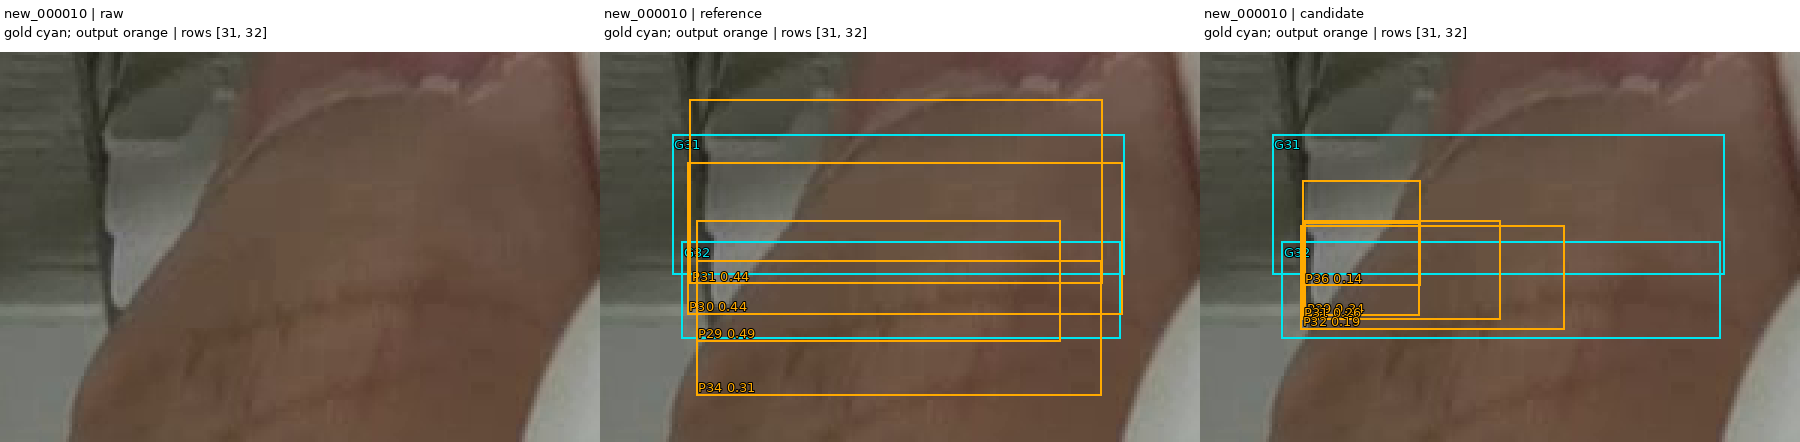 new_000010 | raw
gold cyan; output orange | rows [31, 32]
new_000010 | reference
gold cyan; output orange | rows [31, 32]
new_000010 | candidate
gold cyan; output orange | rows [31, 32]
G31
G32
P31 0.44
P30 0.44
P29 0.49
P34 0.31
G31
G32
P36 0.14
P32 0.19